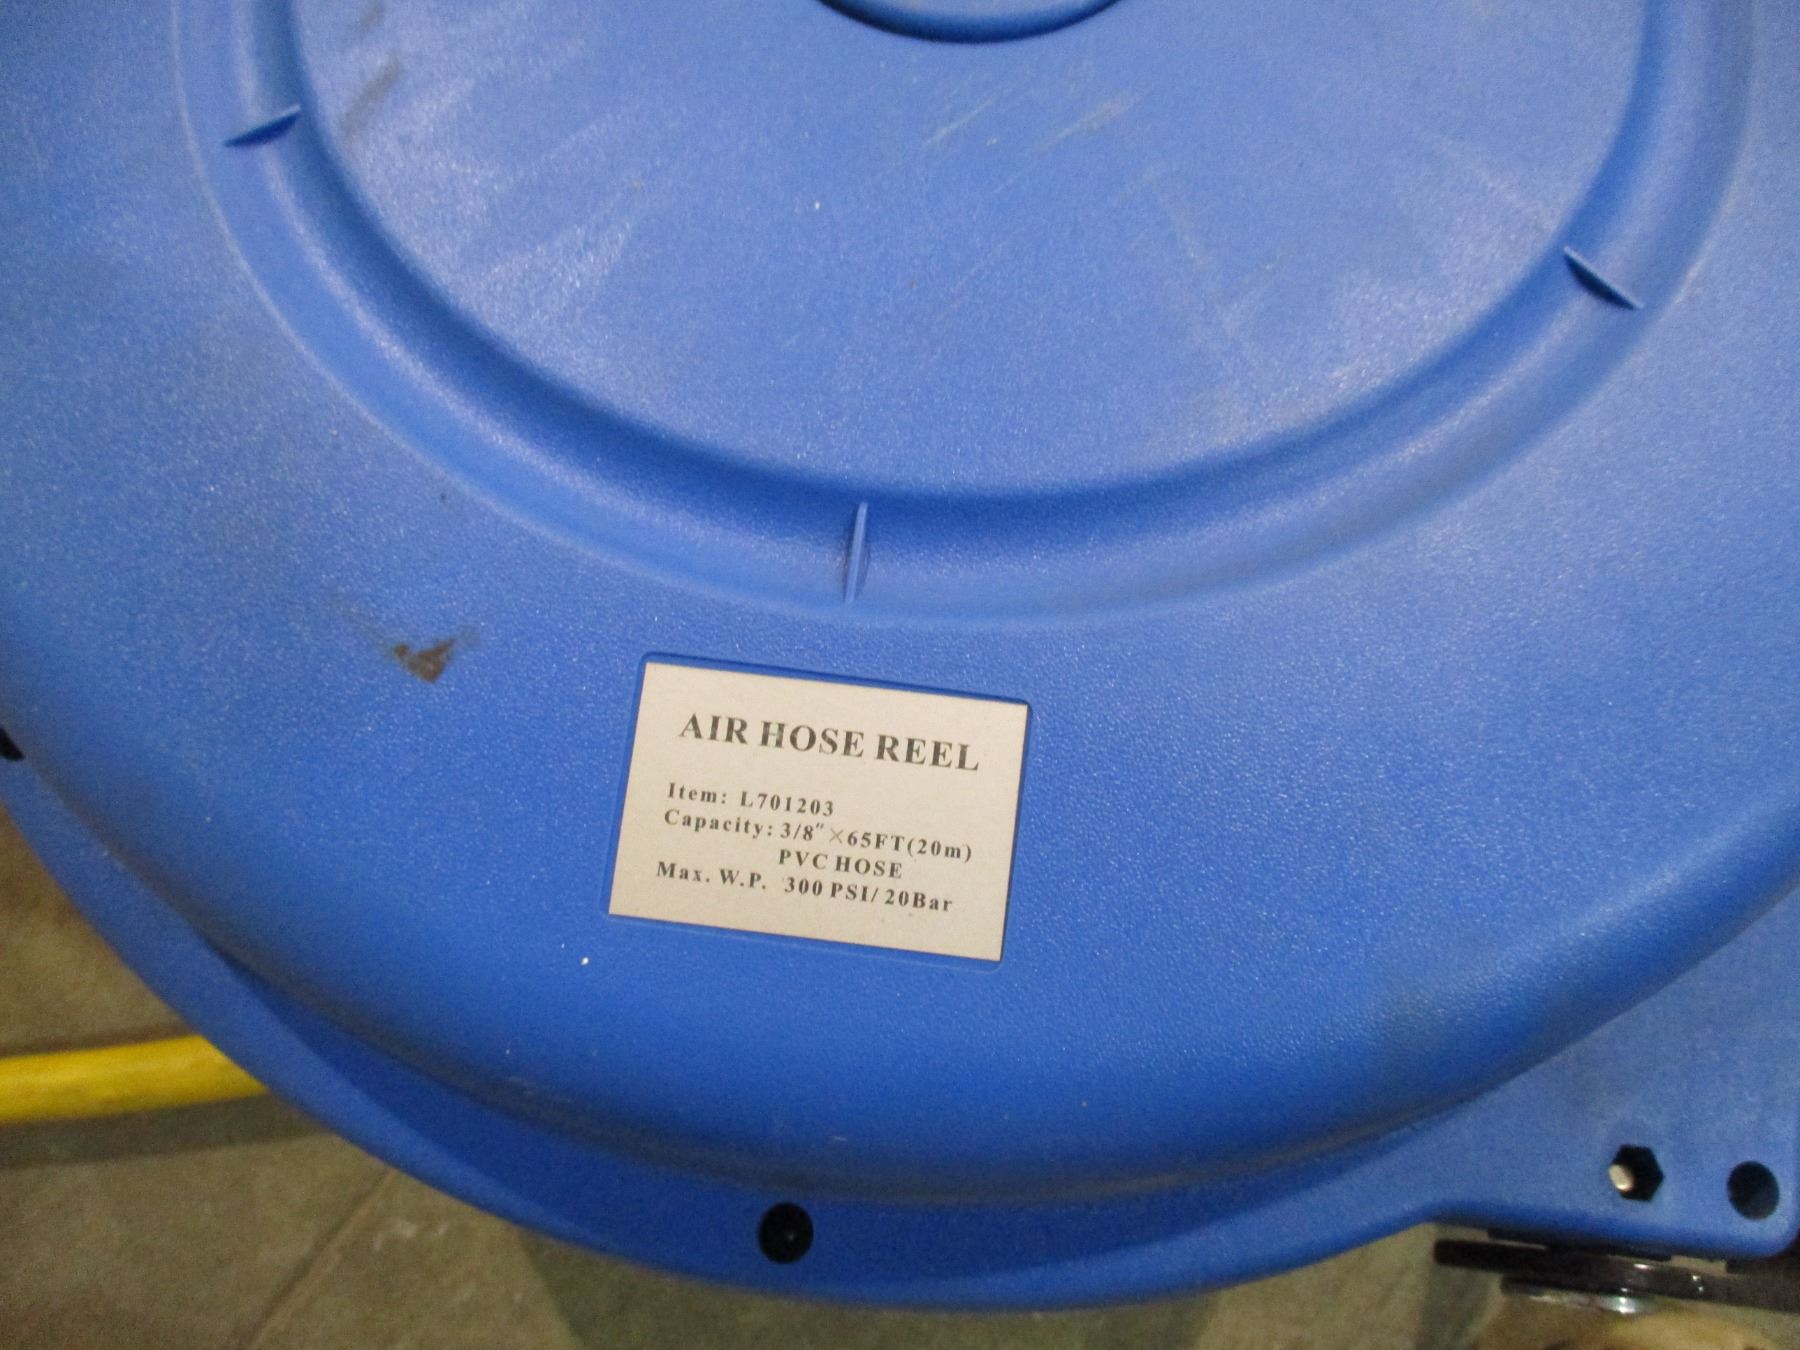 AIR HOSE REEL
Item: L701203
Capacity: 3/8"×65FT(20m)
PVC HOSE
Max. W.P. 300 PSI/20Bar